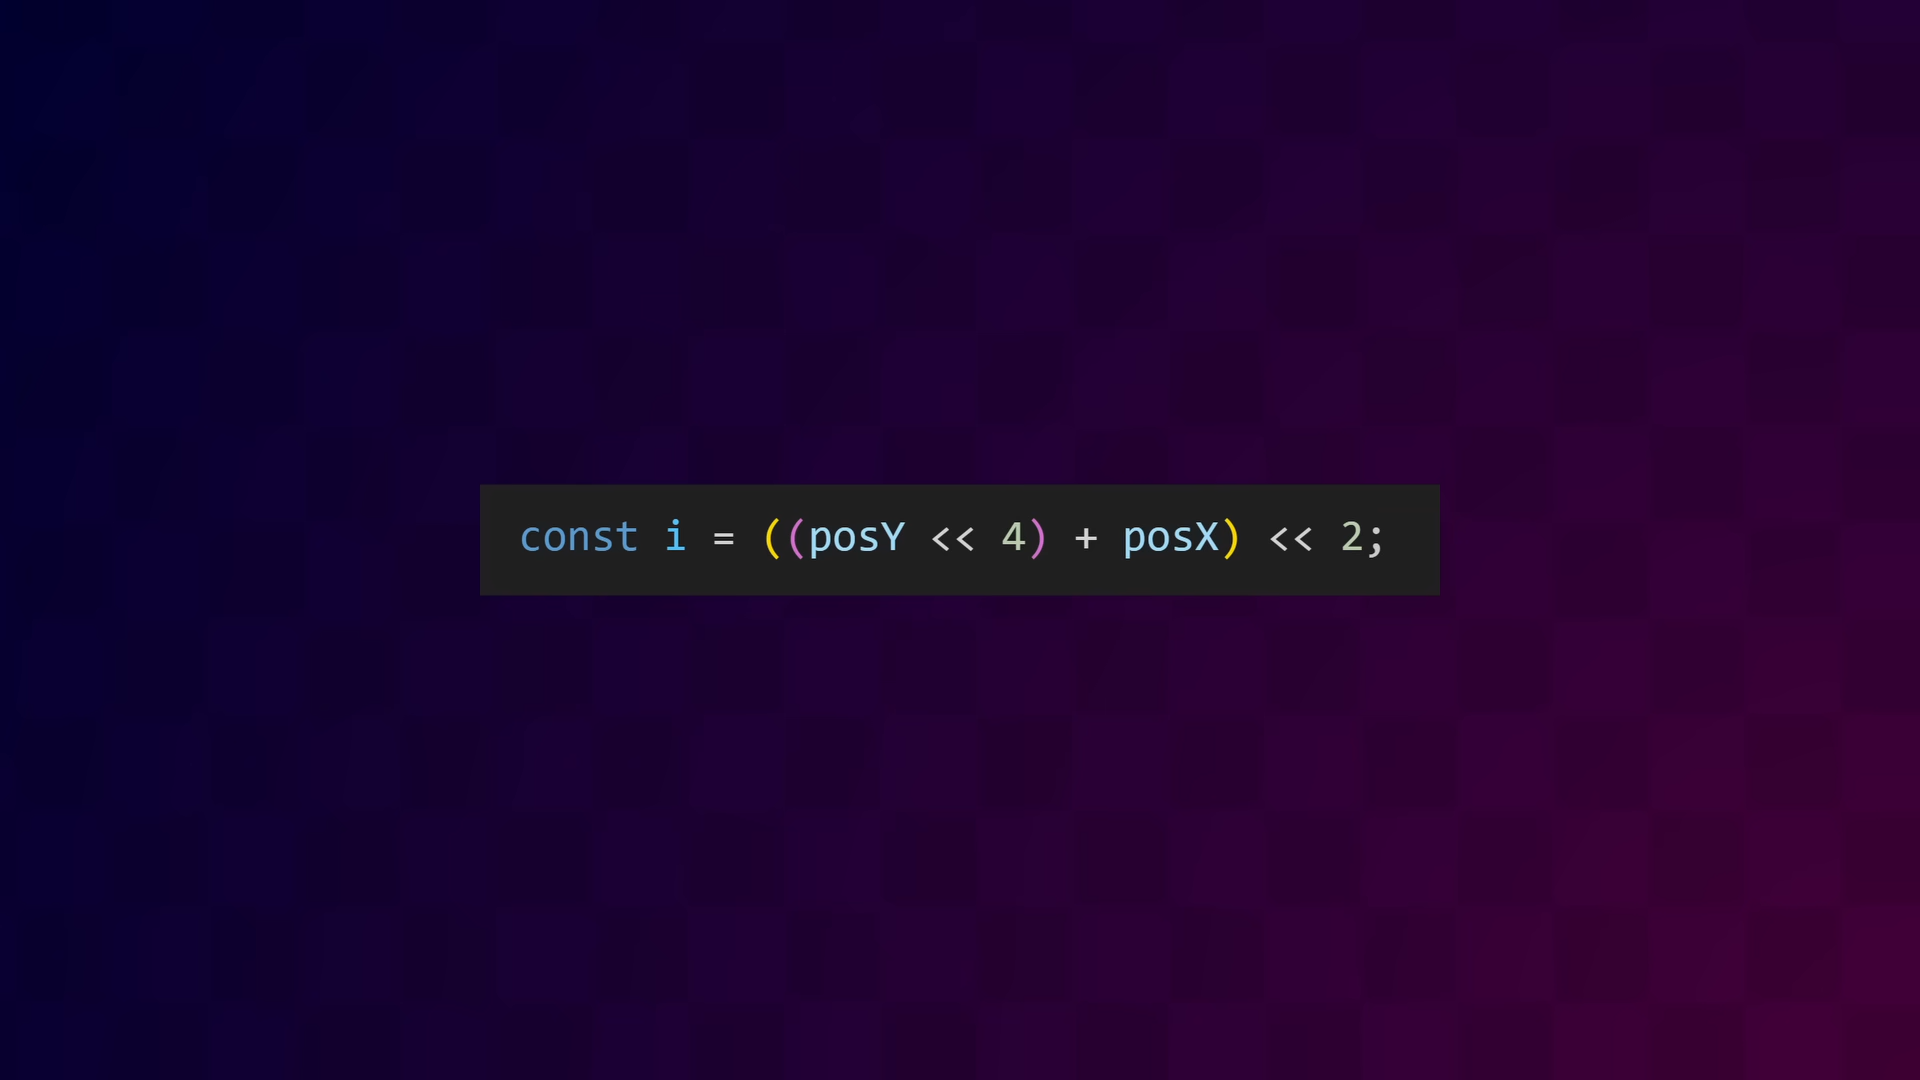 const i = ((posY << 4) + posX) << 2;